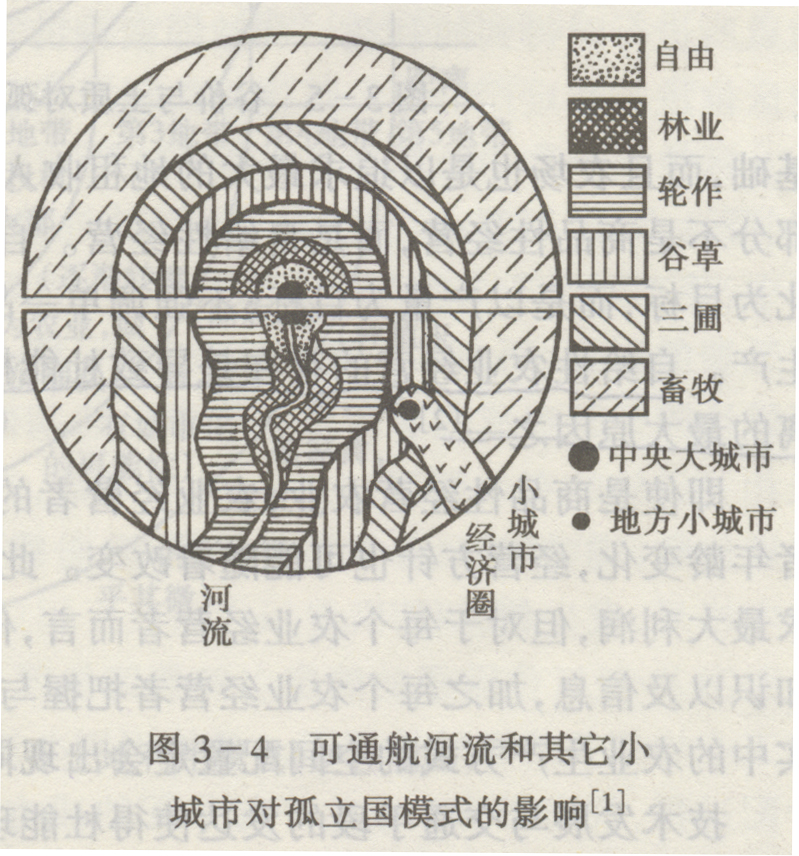 自由
林业
轮作
谷草
三圃
畜牧
中央大城市
地方小城市
小城市
经济圈
河流
图 3-4 可通航河流和其它小
城市对孤立国模式的影响[1]